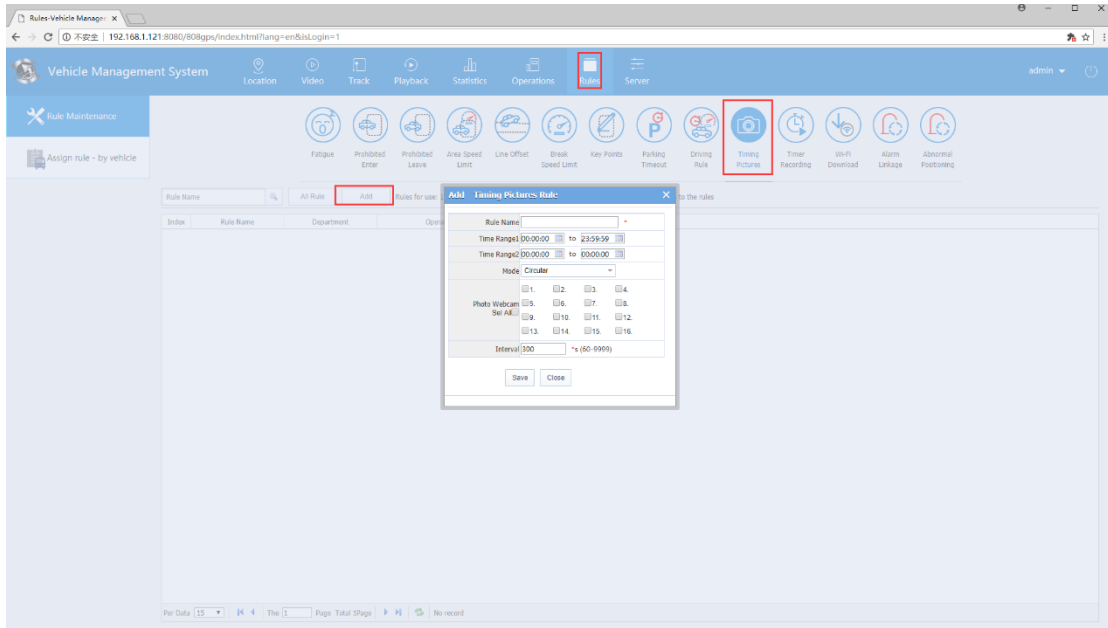 Rules-Vehicle Manager
不安全 | 192.168.1.121:8080/808gps/index.html?lang=en&isLogin=1
Vehicle Management System
Location Video Track Playback Statistics Operations Rules Server
admin
Rule Maintenance
Assign rule - by vehicle
Fatigue
Prohibited Enter
Prohibited Leave
Area Speed Limit
Line Offset
Break Speed Limit
Key Points
Parking Timeout
Driving Rule
Timing Pictures
Timer Recording
Wi-Fi Download
Alarm Linkage
Abnormal Positioning
Rule Name All Rule Add Rules for use: to the rules
Index Rule Name Department
Add Timing Pictures Rule
Rule Name *
Time Range1 00:00:00 to 23:59:59
Time Range2 00:00:00 to 00:00:00
Mode Circular
Photo Webcam
Sel All...
1. 2. 3. 4.
5. 6. 7. 8.
9. 10. 11. 12.
13. 14. 15. 16.
Interval 300 *s (60-9999)
Save Close
Per Data 15 The 1 Page Total 1Page No record